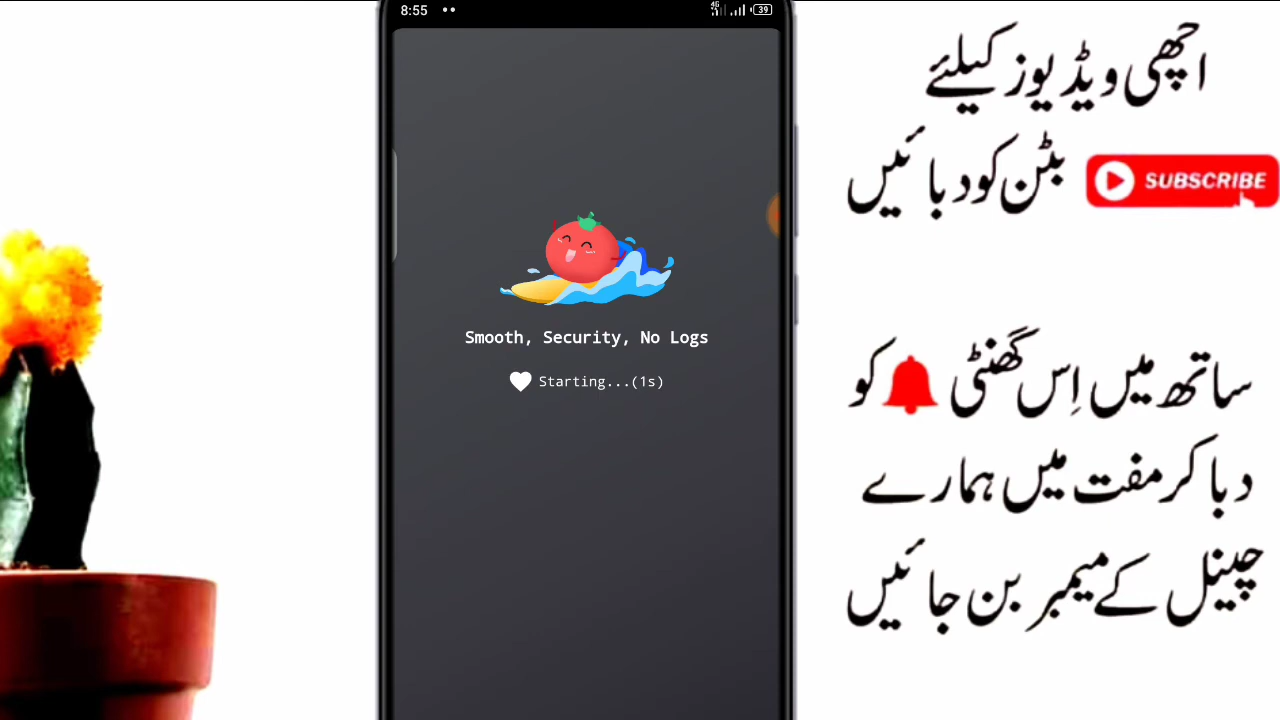 8:55
4G
39
Smooth, Security, No Logs
Starting...(1s)
اچھی ویڈیوز کیلئے
بٹن کو دبائیں SUBSCRIBE
ساتھ میں اِس گھنٹی کو
دبا کر مفت میں ہمارے
چینل کے میمبر بن جائیں